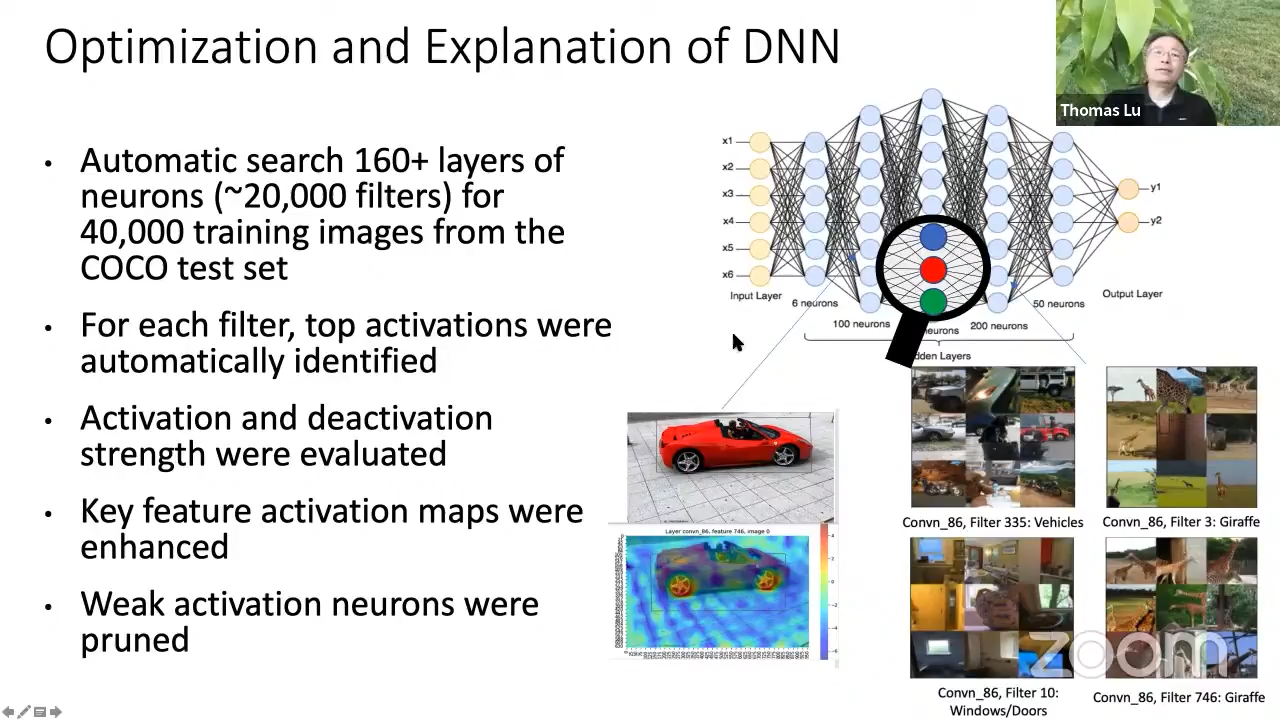 Optimization and Explanation of DNN
Thomas Lu
• Automatic search 160+ layers of
neurons (~20,000 filters) for
40,000 training images from the
COCO test set
• For each filter, top activations were
automatically identified
• Activation and deactivation
strength were evaluated
• Key feature activation maps were
enhanced
• Weak activation neurons were
pruned
x1
x2
x3
x4
x5
x6
y1
y2
Input Layer
6 neurons
100 neurons
neurons
200 neurons
50 neurons
Output Layer
dden Layers
Layer convn_86, feature 746, image 0
Convn_86, Filter 335: Vehicles
Convn_86, Filter 3: Giraffe
Convn_86, Filter 10:
Windows/Doors
Convn_86, Filter 746: Giraffe
zoom